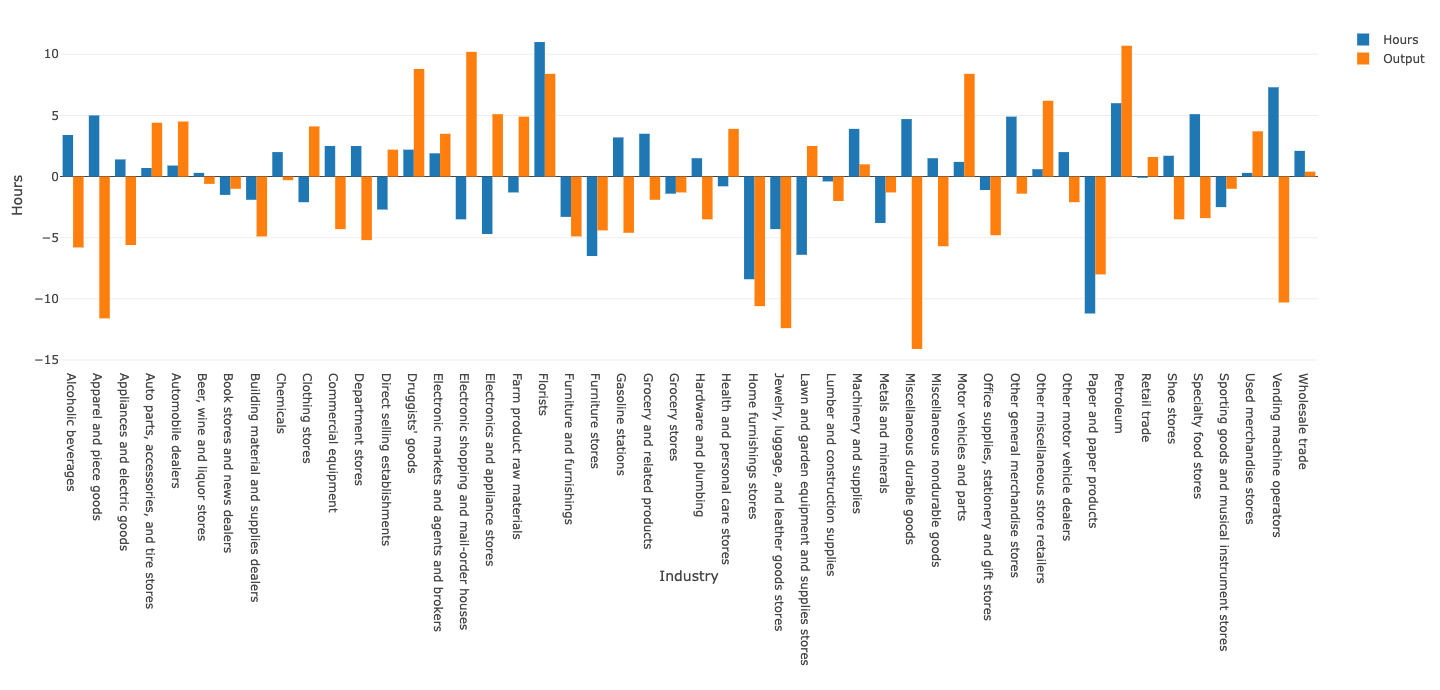 Hours
Output
10
5
0
−5
−10
−15
Hours
Alcoholic beverages
Apparel and piece goods
Appliances and electric goods
Auto parts, accessories, and tire stores
Automobile dealers
Beer, wine and liquor stores
Book stores and news dealers
Building material and supplies dealers
Chemicals
Clothing stores
Commercial equipment
Department stores
Direct selling establishments
Druggists' goods
Electronic markets and agents and brokers
Electronic shopping and mail-order houses
Electronics and appliance stores
Farm product raw materials
Florists
Furniture and furnishings
Furniture stores
Gasoline stations
Grocery and related products
Grocery stores
Hardware and plumbing
Health and personal care stores
Home furnishings stores
Jewelry, luggage, and leather goods stores
Lawn and garden equipment and supplies stores
Lumber and construction supplies
Machinery and supplies
Metals and minerals
Miscellaneous durable goods
Miscellaneous nondurable goods
Motor vehicles and parts
Office supplies, stationery and gift stores
Other general merchandise stores
Other miscellaneous store retailers
Other motor vehicle dealers
Paper and paper products
Petroleum
Retail trade
Shoe stores
Specialty food stores
Sporting goods and musical instrument stores
Used merchandise stores
Vending machine operators
Wholesale trade
Industry